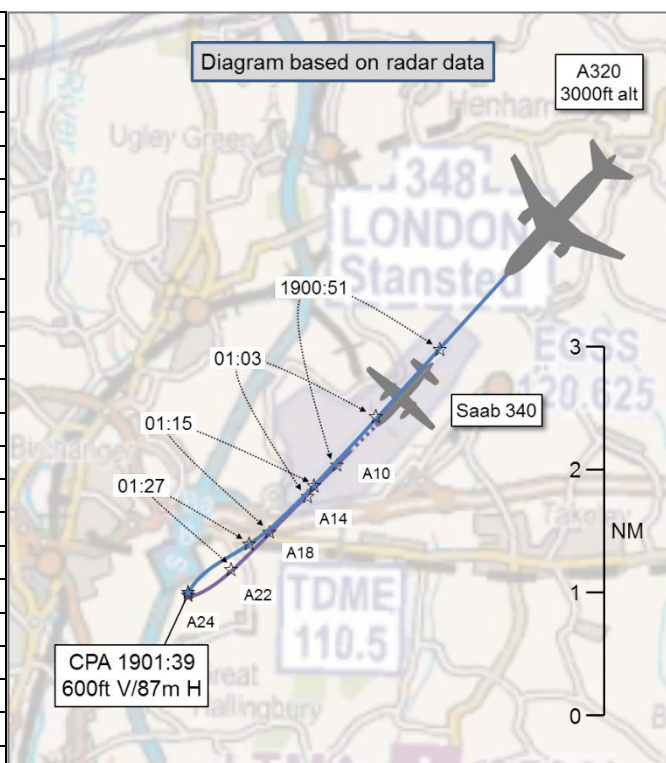 Diagram based on radar data
A320
3000ft alt
Henham
River Stort
Ugley Green
348
LONDON
Stansted
1900:51
ECSS
120.625
3
01:03
Saab 340
01:15
A10
2
Birchanger
01:27
A14
Takeley
NM
A18
A22
TDME
110.5
1
A24
CPA 1901:39
600ft V/87m H
Great
Hallingbury
0